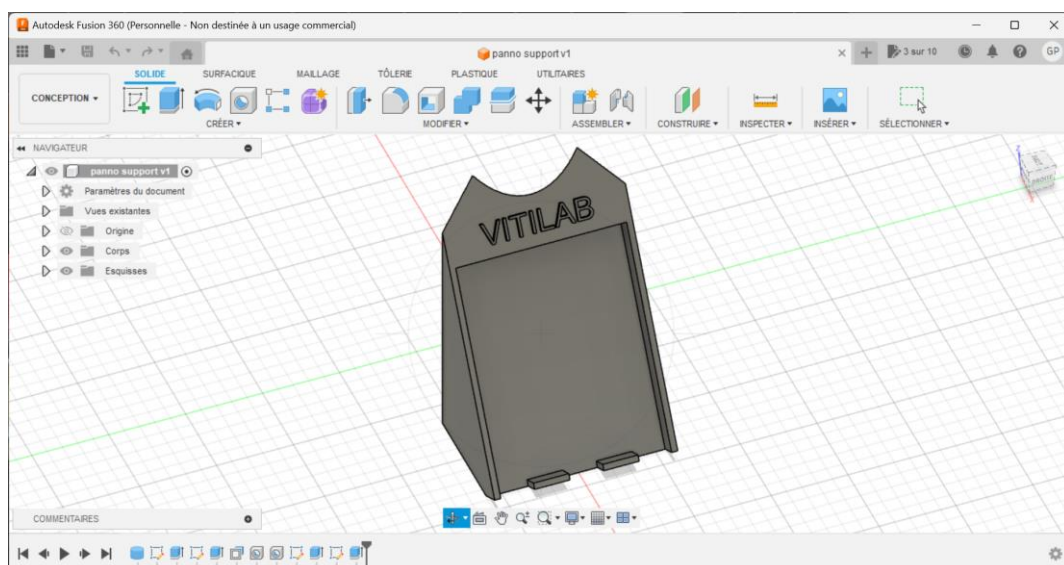 Autodesk Fusion 360 (Personnelle - Non destinée à un usage commercial)
panno support v1
3 sur 10
GP
CONCEPTION
SOLIDE SURFACIQUE MAILLAGE TÔLERIE PLASTIQUE UTILITAIRES
CRÉER MODIFIER ASSEMBLER CONSTRUIRE INSPECTER INSÉRER SÉLECTIONNER
NAVIGATEUR
panno support v1
Paramètres du document
Vues existantes
Origine
Corps
Esquisses
VITILAB
COMMENTAIRES